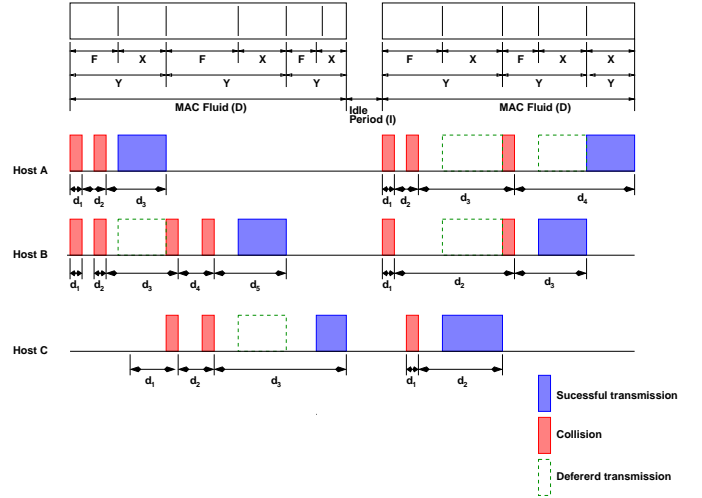 F X F X F X F X F X X
Y Y Y Y Y Y
MAC Fluid (D) MAC Fluid (D)
Idle
Period (I)
Host A
d1 d2 d3 d1 d2 d3 d4
Host B
d1 d2 d3 d4 d5 d1 d2 d3
Host C
d1 d2 d3 d1 d2
Sucessful transmission
Collision
Defererd transmission